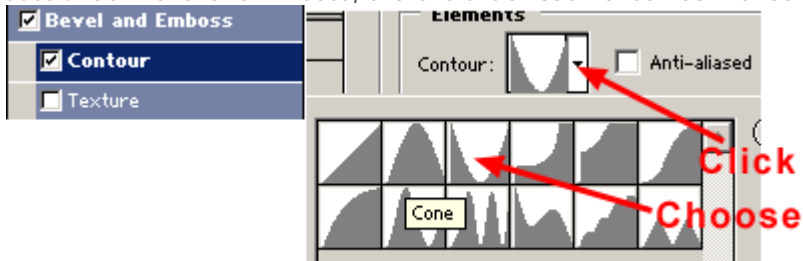 Bevel and Emboss
Elements
Contour
Contour:
Anti-aliased
Texture
Click
Cone
Choose